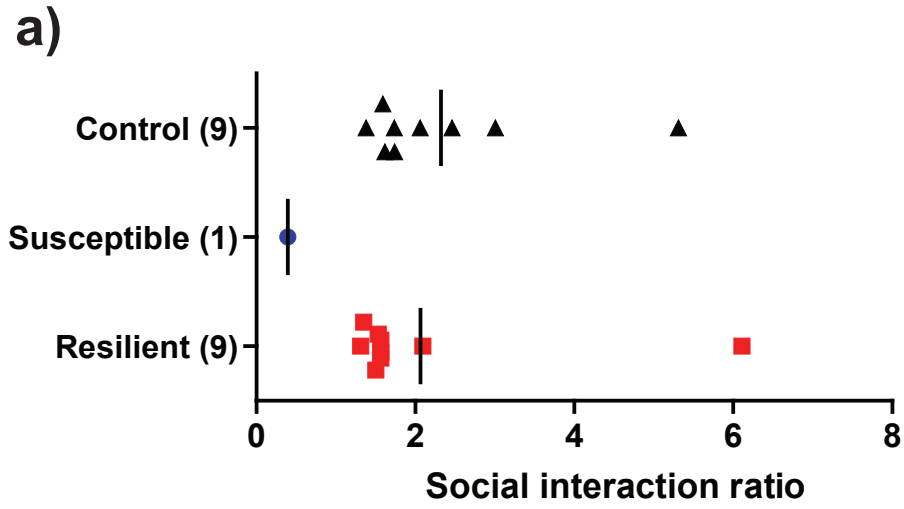 a)
Control (9)
Susceptible (1)
Resilient (9)
0 2 4 6 8
Social interaction ratio